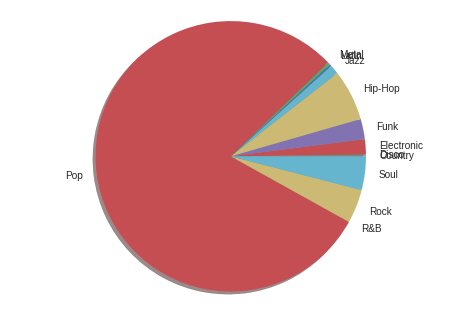 Metal
Jazz
Hip-Hop
Funk
Electronic
Disco
Country
Soul
Pop
Rock
R&B